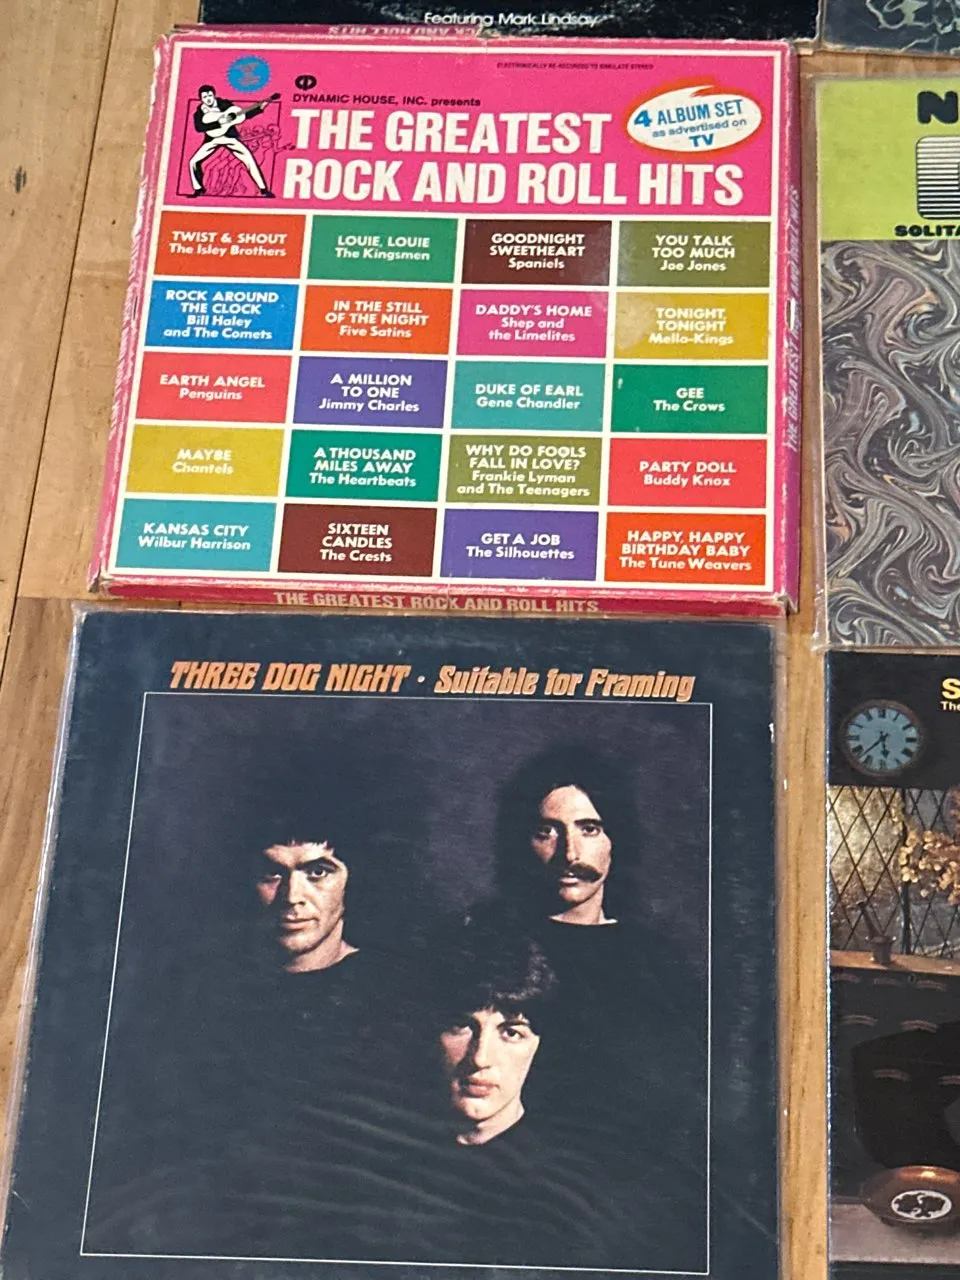 Featuring Mark Lindsay
ROCK AND ROLL HITS
ELECTRONICALLY RE-RECORDED TO SIMULATE STEREO
DYNAMIC HOUSE, INC. presents
THE GREATEST
ROCK AND ROLL HITS
4 ALBUM SET
as advertised on
TV
TWIST & SHOUT
The Isley Brothers
LOUIE, LOUIE
The Kingsmen
GOODNIGHT
SWEETHEART
Spaniels
YOU TALK
TOO MUCH
Joe Jones
ROCK AROUND
THE CLOCK
Bill Haley
and The Comets
IN THE STILL
OF THE NIGHT
Five Satins
DADDY'S HOME
Shep and
the Limelites
TONIGHT,
TONIGHT
Mello-Kings
EARTH ANGEL
Penguins
A MILLION
TO ONE
Jimmy Charles
DUKE OF EARL
Gene Chandler
GEE
The Crows
MAYBE
Chantels
A THOUSAND
MILES AWAY
The Heartbeats
WHY DO FOOLS
FALL IN LOVE?
Frankie Lyman
and The Teenagers
PARTY DOLL
Buddy Knox
KANSAS CITY
Wilbur Harrison
SIXTEEN
CANDLES
The Crests
GET A JOB
The Silhouettes
HAPPY, HAPPY
BIRTHDAY BABY
The Tune Weavers
THE GREATEST ROCK AND ROLL HITS
THE GREATEST ROCK AND ROLL HITS
N
SOLITA
THREE DOG NIGHT • Suitable for Framing
S
The